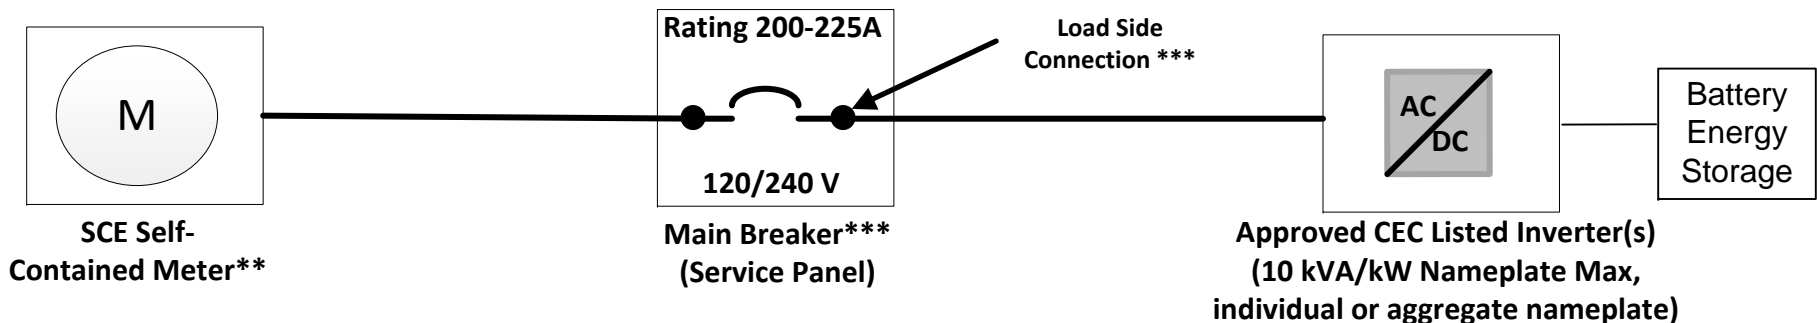 M
SCE Self-
Contained Meter**
Rating 200-225A
120/240 V
Main Breaker***
(Service Panel)
Load Side
Connection ***
AC
DC
Approved CEC Listed Inverter(s)
(10 kVA/kW Nameplate Max,
individual or aggregate nameplate)
Battery
Energy
Storage